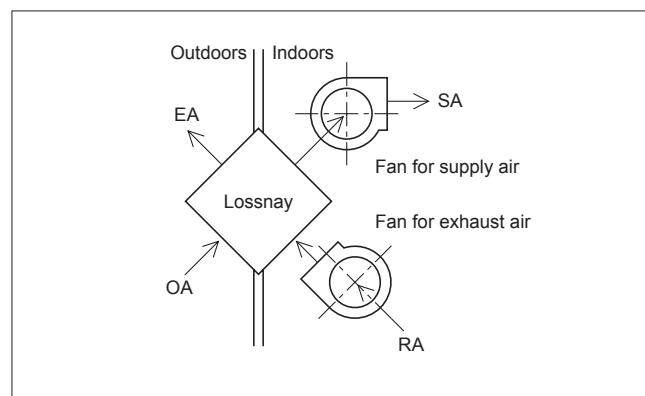 Outdoors Indoors
EA
SA
Fan for supply air
Lossnay
Fan for exhaust air
OA
RA